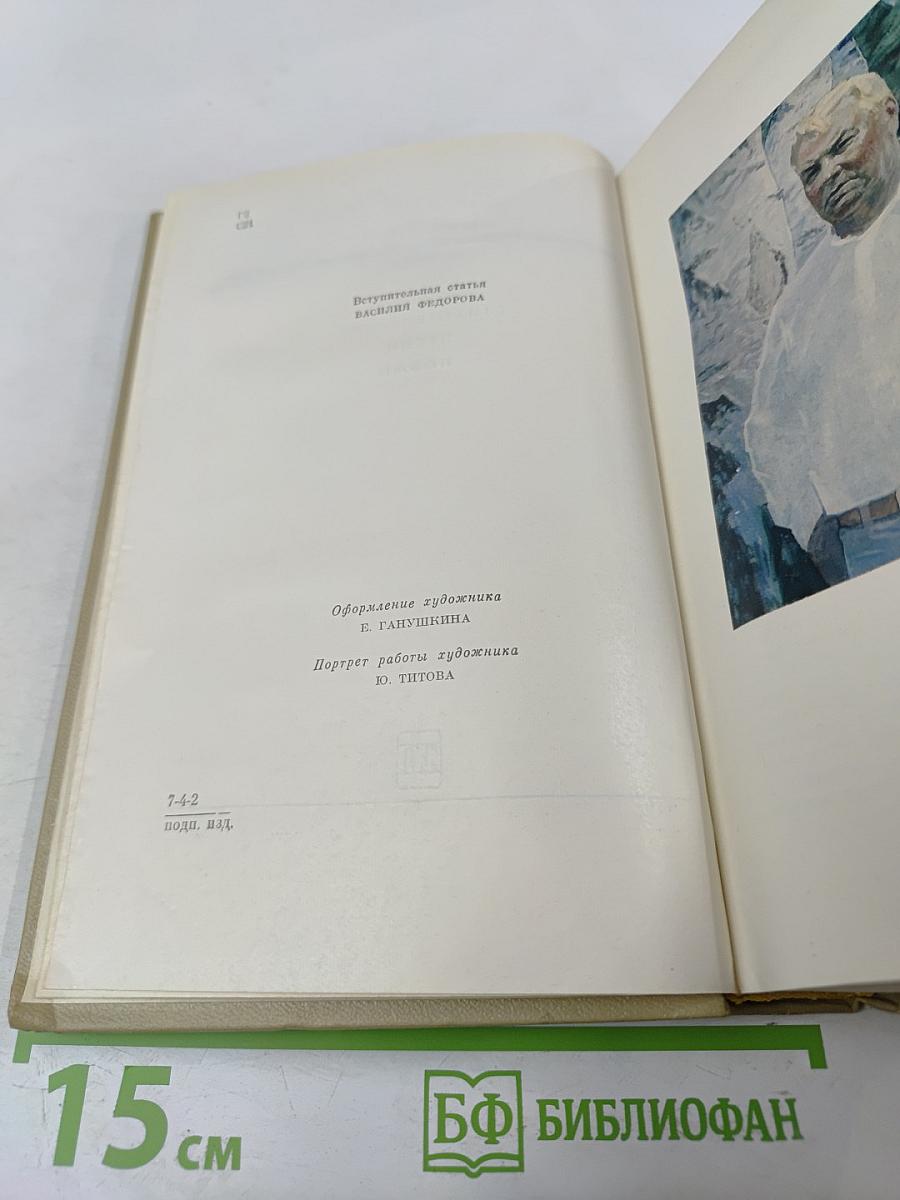 Р2
Вступительная статья
ВАСИЛИЯ ФЕДОРОВА
Оформление художника
Е. ГАНУШКИНА
Портрет работы художника
Ю. ТИТОВА
7-4-2
подп. изд.
15 см
БФ БИБЛИОФАН